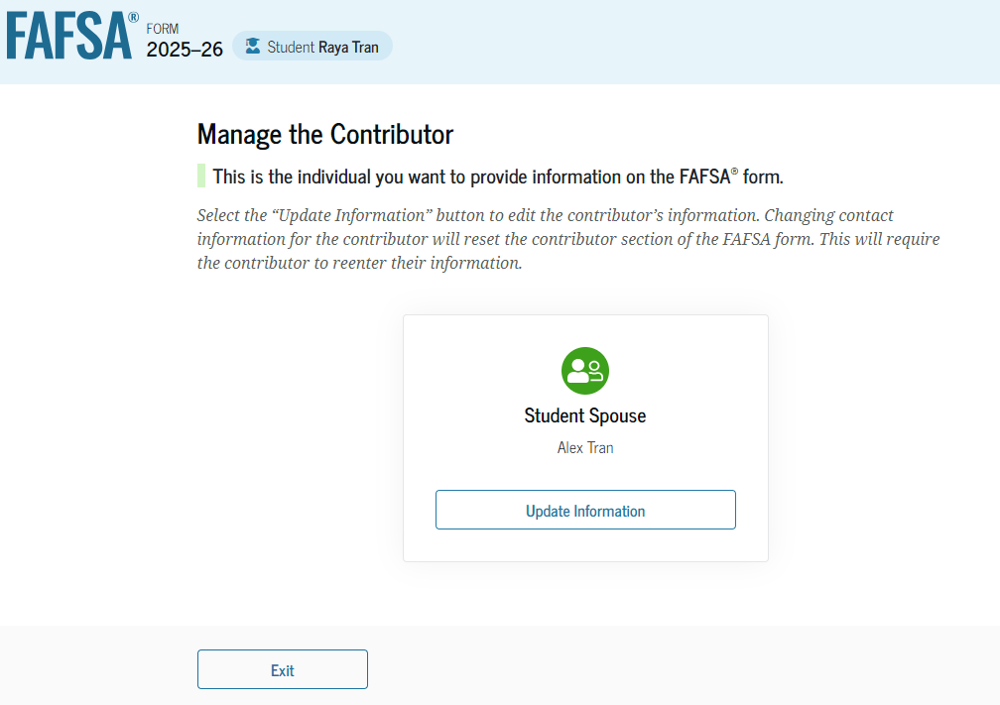 FAFSA®
FORM
2025–26
Student Raya Tran
Manage the Contributor
This is the individual you want to provide information on the FAFSA® form.
Select the “Update Information” button to edit the contributor’s information. Changing contact
information for the contributor will reset the contributor section of the FAFSA form. This will require
the contributor to reenter their information.
Student Spouse
Alex Tran
Update Information
Exit